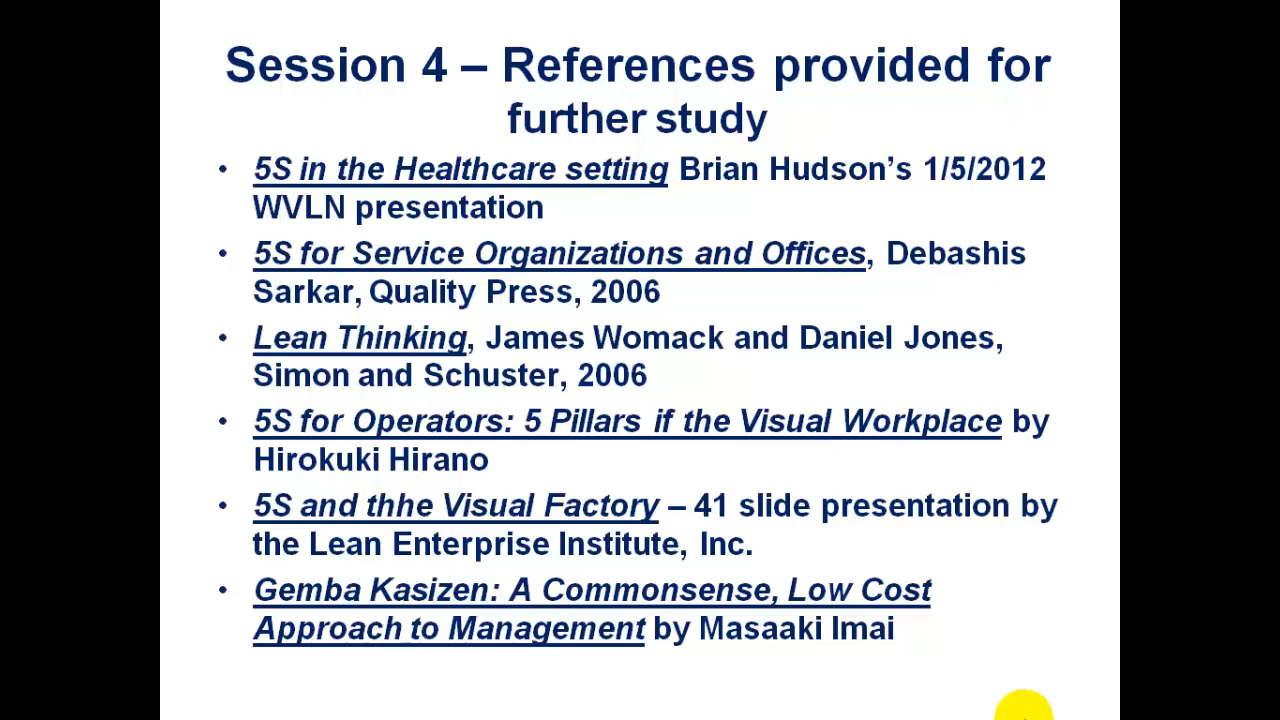 Session 4 – References provided for
further study
• 5S in the Healthcare setting Brian Hudson’s 1/5/2012
WVLN presentation
• 5S for Service Organizations and Offices, Debashis
Sarkar, Quality Press, 2006
• Lean Thinking, James Womack and Daniel Jones,
Simon and Schuster, 2006
• 5S for Operators: 5 Pillars if the Visual Workplace by
Hirokuki Hirano
• 5S and thhe Visual Factory – 41 slide presentation by
the Lean Enterprise Institute, Inc.
• Gemba Kasizen: A Commonsense, Low Cost
Approach to Management by Masaaki Imai